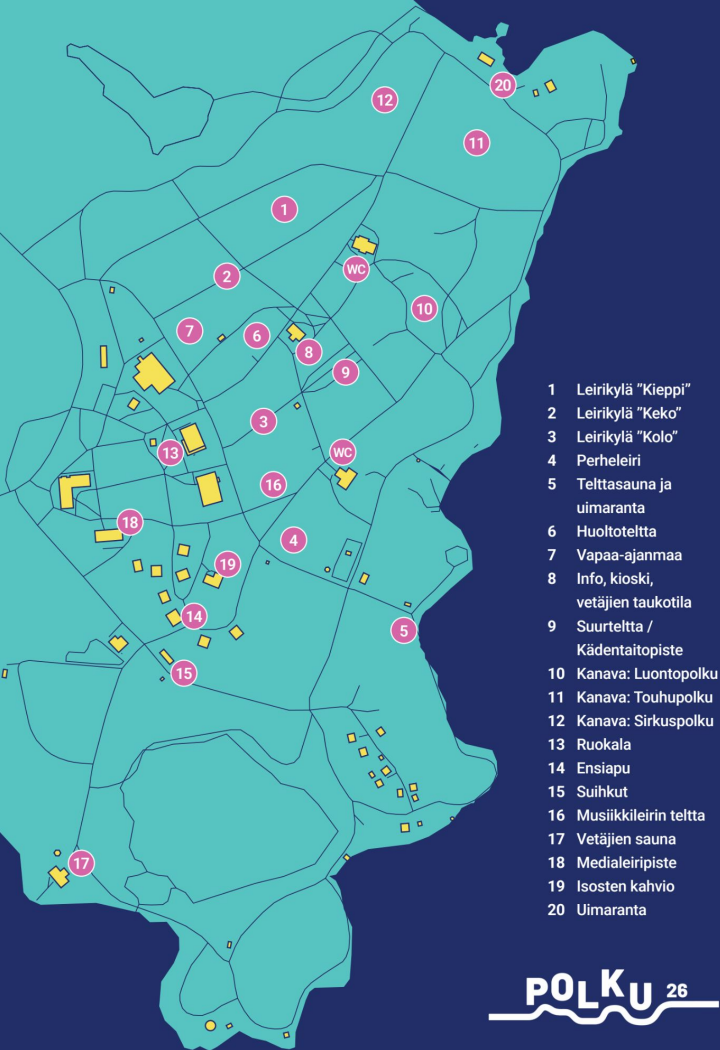 20
12
11
1
WC
2
10
7
6
8
9
3
13
WC
16
18
4
19
14
5
15
17
1 Leirikylä ”Kieppi”
2 Leirikylä ”Keko”
3 Leirikylä ”Kolo”
4 Perheleiri
5 Telttasauna ja
uimaranta
6 Huoltoteltta
7 Vapaa-ajanmaa
8 Info, kioski,
vetäjien taukotila
9 Suurteltta /
Kädentaitopiste
10 Kanava: Luontopolku
11 Kanava: Touhupolku
12 Kanava: Sirkuspolku
13 Ruokala
14 Ensiapu
15 Suihkut
16 Musiikkileirin teltta
17 Vetäjien sauna
18 Medialeiripiste
19 Isosten kahvio
20 Uimaranta
POLKU 26